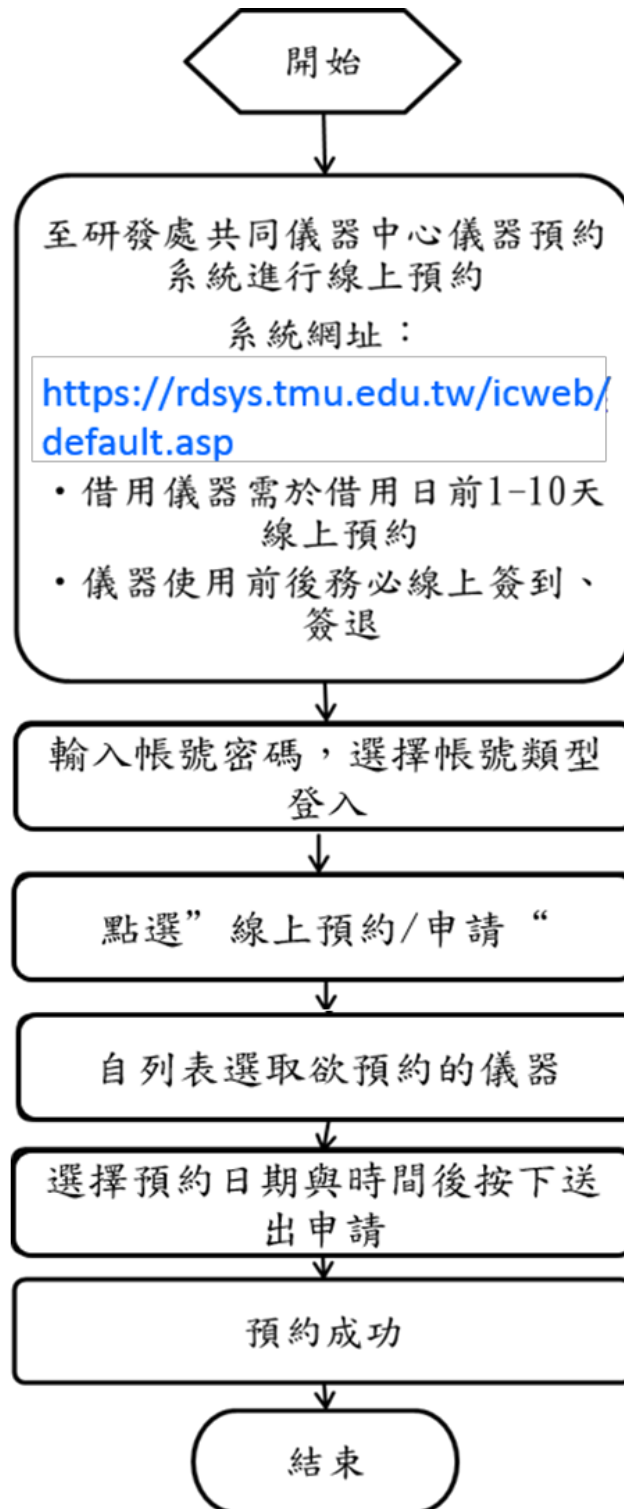 開始
至研發處共同儀器中心儀器預約
系統進行線上預約
系統網址：
https://rdsys.tmu.edu.tw/icweb/
default.asp
・借用儀器需於借用日前1-10天
線上預約
・儀器使用前後務必線上簽到、
簽退
輸入帳號密碼，選擇帳號類型
登入
點選”線上預約/申請“
自列表選取欲預約的儀器
選擇預約日期與時間後按下送
出申請
預約成功
結束